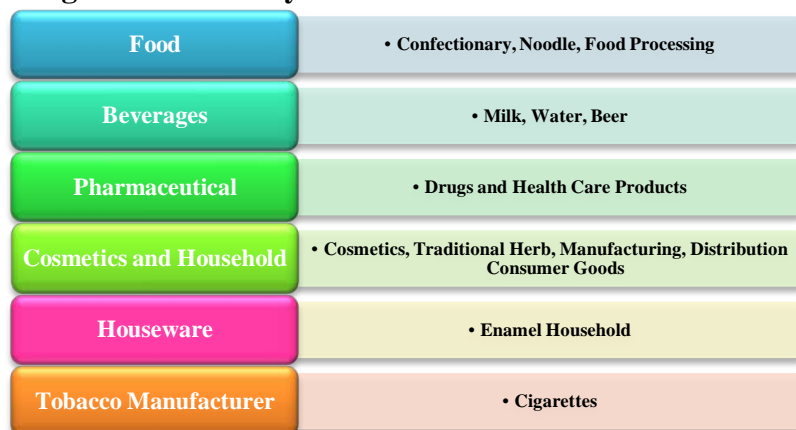 Food
• Confectionary, Noodle, Food Processing
Beverages
• Milk, Water, Beer
Pharmaceutical
• Drugs and Health Care Products
Cosmetics and Household
• Cosmetics, Traditional Herb, Manufacturing, Distribution
Consumer Goods
Houseware
• Enamel Household
Tobacco Manufacturer
• Cigarettes